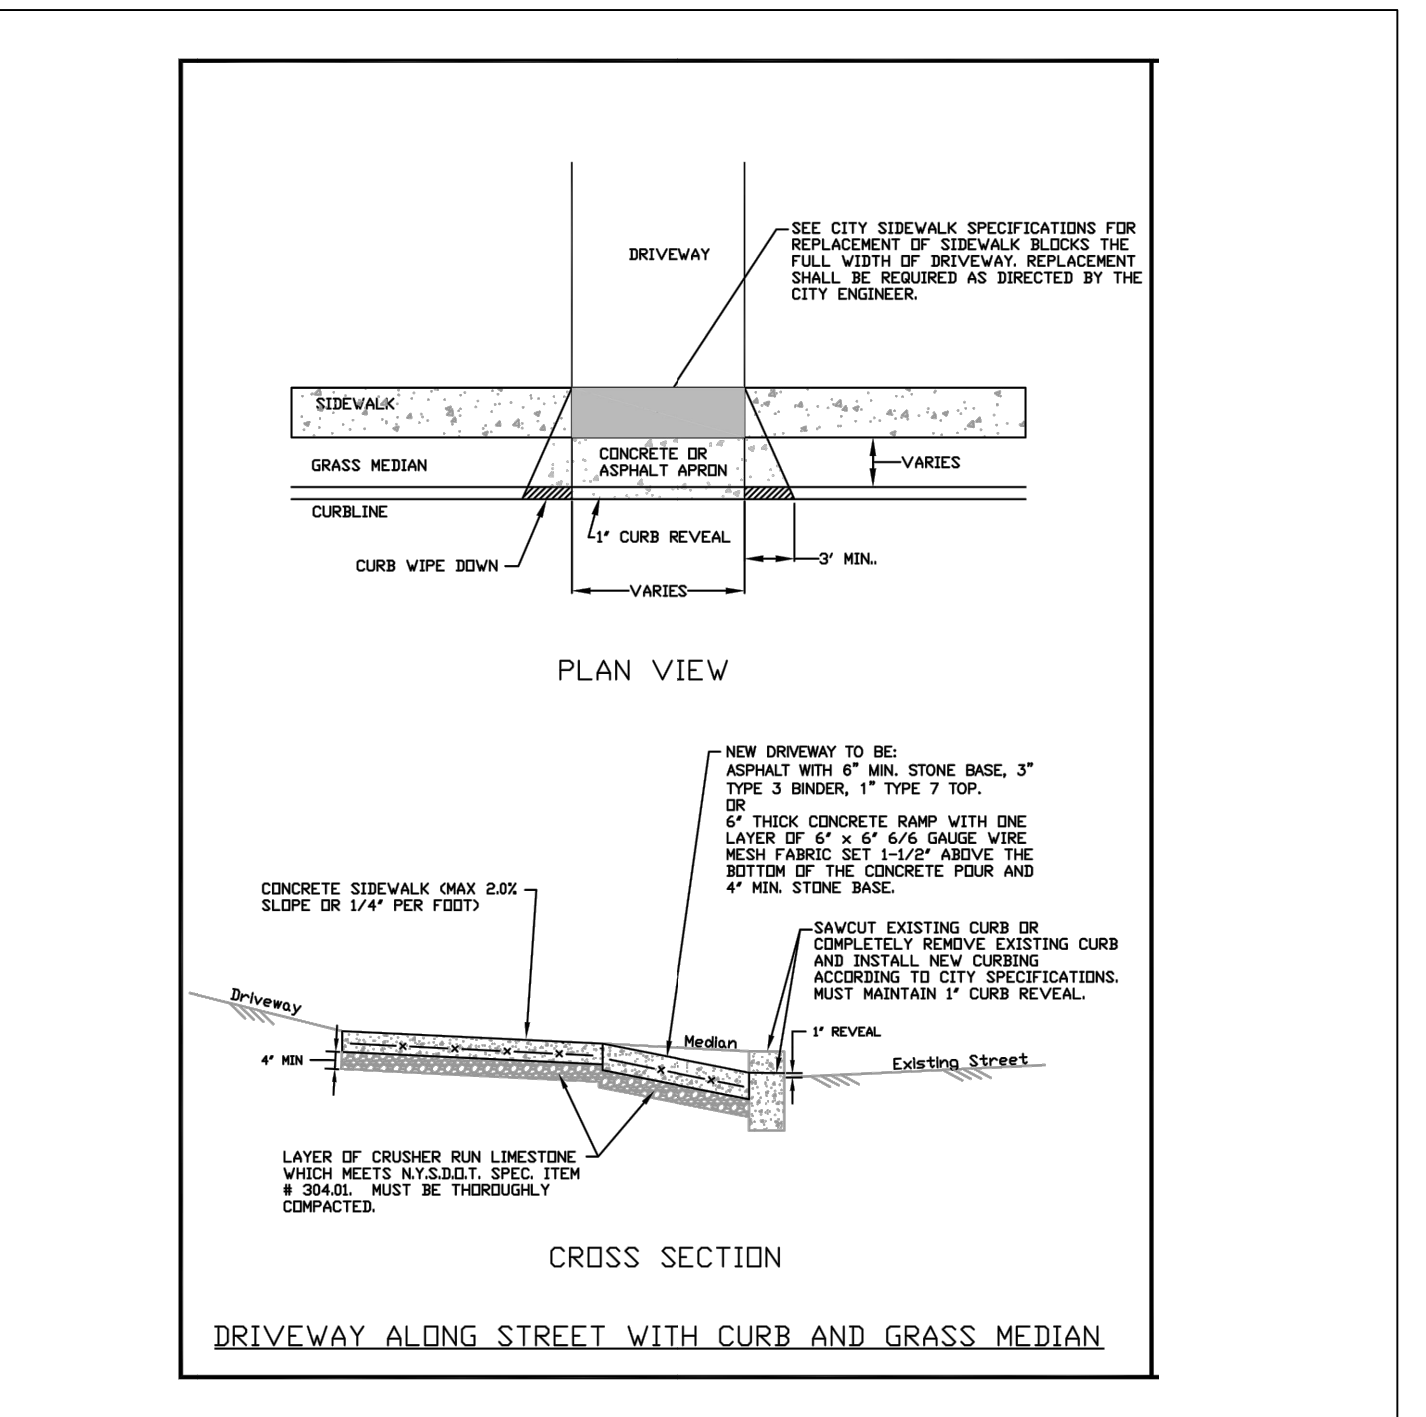 DRIVEWAY
SEE CITY SIDEWALK SPECIFICATIONS FOR
REPLACEMENT OF SIDEWALK BLOCKS THE
FULL WIDTH OF DRIVEWAY. REPLACEMENT
SHALL BE REQUIRED AS DIRECTED BY THE
CITY ENGINEER.
SIDEWALK
GRASS MEDIAN
CONCRETE OR
ASPHALT APRON
VARIES
CURBLINE
1" CURB REVEAL
CURB WIPE DOWN
3' MIN..
VARIES
PLAN VIEW
NEW DRIVEWAY TO BE:
ASPHALT WITH 6" MIN. STONE BASE, 3"
TYPE 3 BINDER, 1" TYPE 7 TOP.
OR
6" THICK CONCRETE RAMP WITH ONE
LAYER OF 6" x 6" 6/6 GAUGE WIRE
MESH FABRIC SET 1-1/2" ABOVE THE
BOTTOM OF THE CONCRETE POUR AND
4" MIN. STONE BASE.
CONCRETE SIDEWALK (MAX 2.0%
SLOPE OR 1/4" PER FOOT)
SAWCUT EXISTING CURB OR
COMPLETELY REMOVE EXISTING CURB
AND INSTALL NEW CURBING
ACCORDING TO CITY SPECIFICATIONS.
MUST MAINTAIN 1" CURB REVEAL.
Driveway
Median
1" REVEAL
4" MIN
Existing Street
LAYER OF CRUSHER RUN LIMESTONE
WHICH MEETS N.Y.S.D.O.T. SPEC. ITEM
# 304.01. MUST BE THOROUGHLY
COMPACTED.
CROSS SECTION
DRIVEWAY ALONG STREET WITH CURB AND GRASS MEDIAN